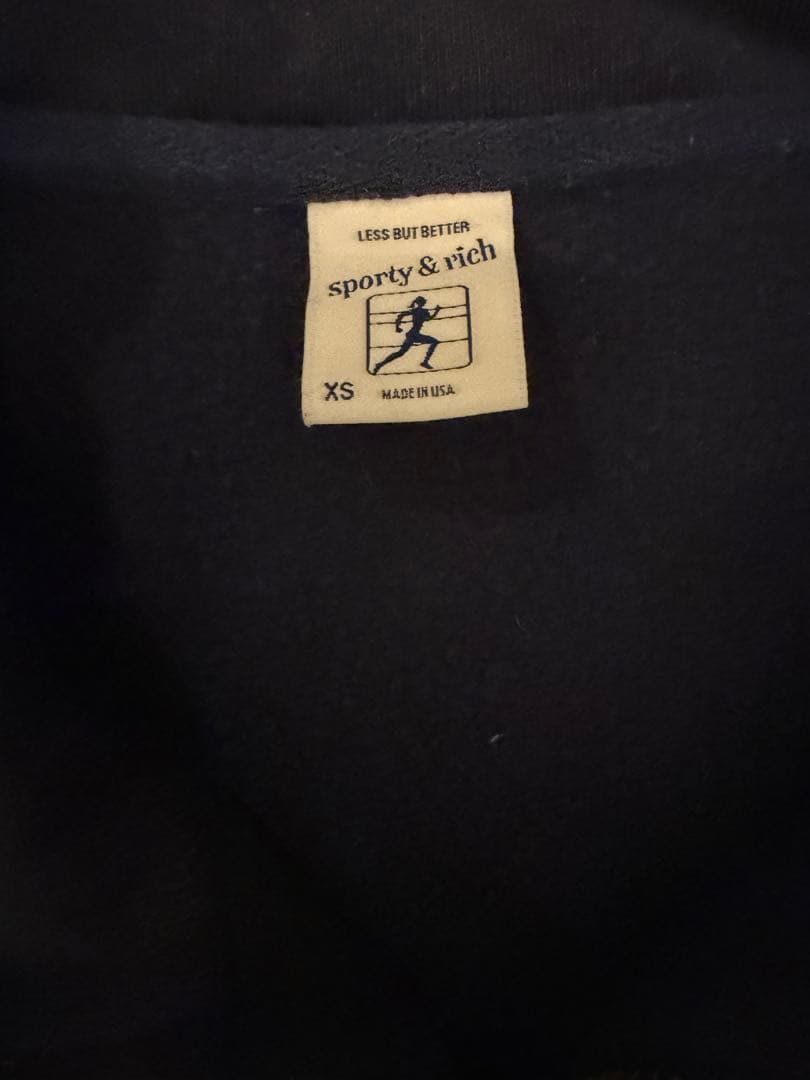 LESS BUT BETTER
sporty & rich
XS MADE IN USA